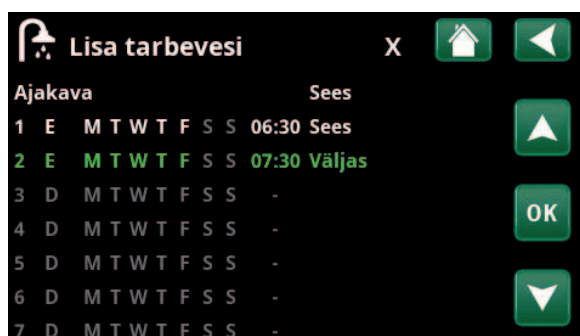 Lisa tarbevesi X
Ajakava Sees
1 E M T W T F S S 06:30 Sees
2 E M T W T F S S 07:30 Väljas
3 D M T W T F S S -
4 D M T W T F S S -
OK
5 D M T W T F S S -
6 D M T W T F S S -
7 D M T W T F S S -